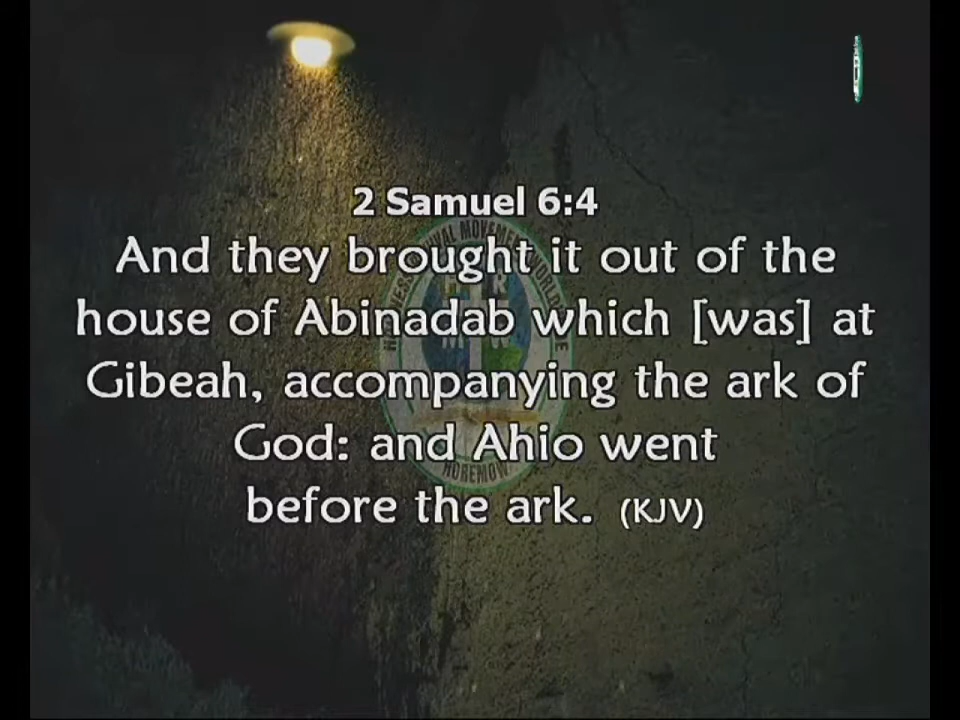 2 Samuel 6:4
And they brought it out of the
house of Abinadab which [was] at
Gibeah, accompanying the ark of
God: and Ahio went
before the ark. (KJV)